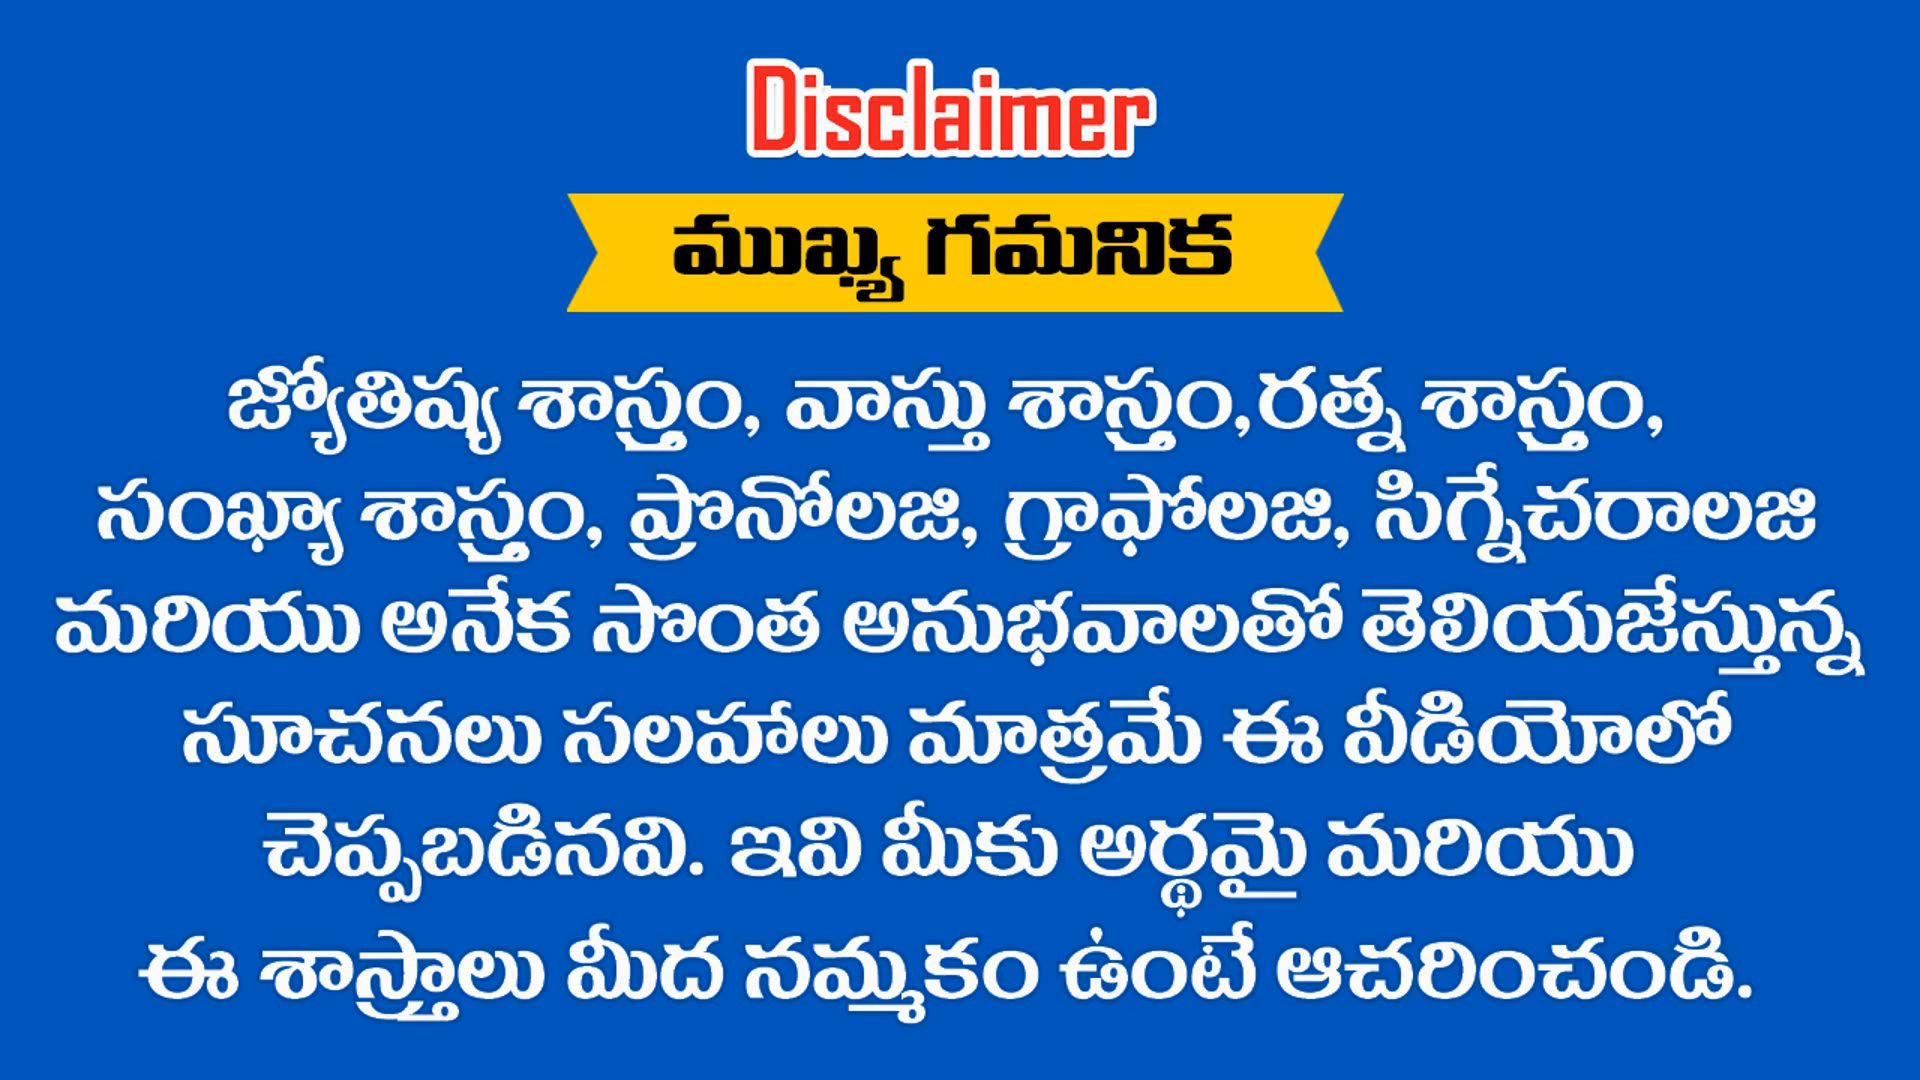 Disclaimer
ముఖ్య గమనిక
జ్యోతిష్య శాస్త్రం, వాస్తు శాస్త్రం,రత్న శాస్త్రం,
సంఖ్యా శాస్త్రం, ప్రొనోలజి, గ్రాఫోలజి, సిగ్నేచరాలజి
మరియు అనేక సొంత అనుభవాలతో తెలియజేస్తున్న
సూచనలు సలహాలు మాత్రమే ఈ వీడియోలో
చెప్పబడినవి. ఇవి మీకు అర్థమై మరియు
ఈ శాస్త్రాలు మీద నమ్మకం ఉంటే ఆచరించండి.